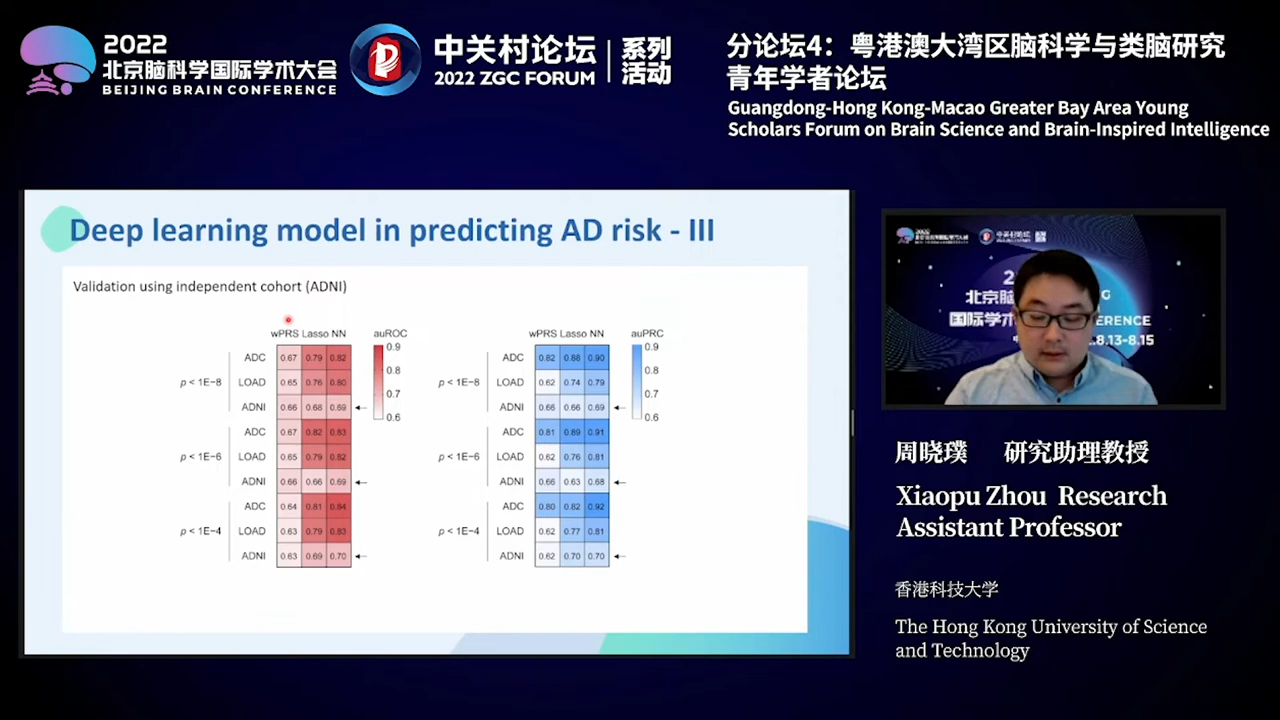 2022
北京脑科学国际学术大会
BEIJING BRAIN CONFERENCE
中关村论坛
2022 ZGC FORUM
系列
活动
分论坛4：粤港澳大湾区脑科学与类脑研究
青年学者论坛
Guangdong-Hong Kong-Macao Greater Bay Area Young
Scholars Forum on Brain Science and Brain-Inspired Intelligence
Deep learning model in predicting AD risk - III
Validation using independent cohort (ADNI)
wPRS Lasso NN auROC
p < 1E−8
ADC 0.67 0.79 0.82
LOAD 0.65 0.76 0.80
ADNI 0.66 0.68 0.69
p < 1E−6
ADC 0.67 0.82 0.83
LOAD 0.65 0.79 0.82
ADNI 0.66 0.66 0.69
p < 1E−4
ADC 0.64 0.81 0.84
LOAD 0.63 0.79 0.83
ADNI 0.63 0.69 0.70
0.9
0.8
0.7
0.6
wPRS Lasso NN auPRC
p < 1E−8
ADC 0.82 0.88 0.90
LOAD 0.62 0.74 0.79
ADNI 0.66 0.66 0.69
p < 1E−6
ADC 0.81 0.89 0.91
LOAD 0.62 0.76 0.81
ADNI 0.66 0.63 0.68
p < 1E−4
ADC 0.80 0.82 0.92
LOAD 0.62 0.77 0.81
ADNI 0.62 0.70 0.70
0.9
0.8
0.7
0.6
北京脑
国际学术
ERENCE
8.13-8.15
周晓璞 研究助理教授
Xiaopu Zhou Research
Assistant Professor
香港科技大学
The Hong Kong University of Science
and Technology